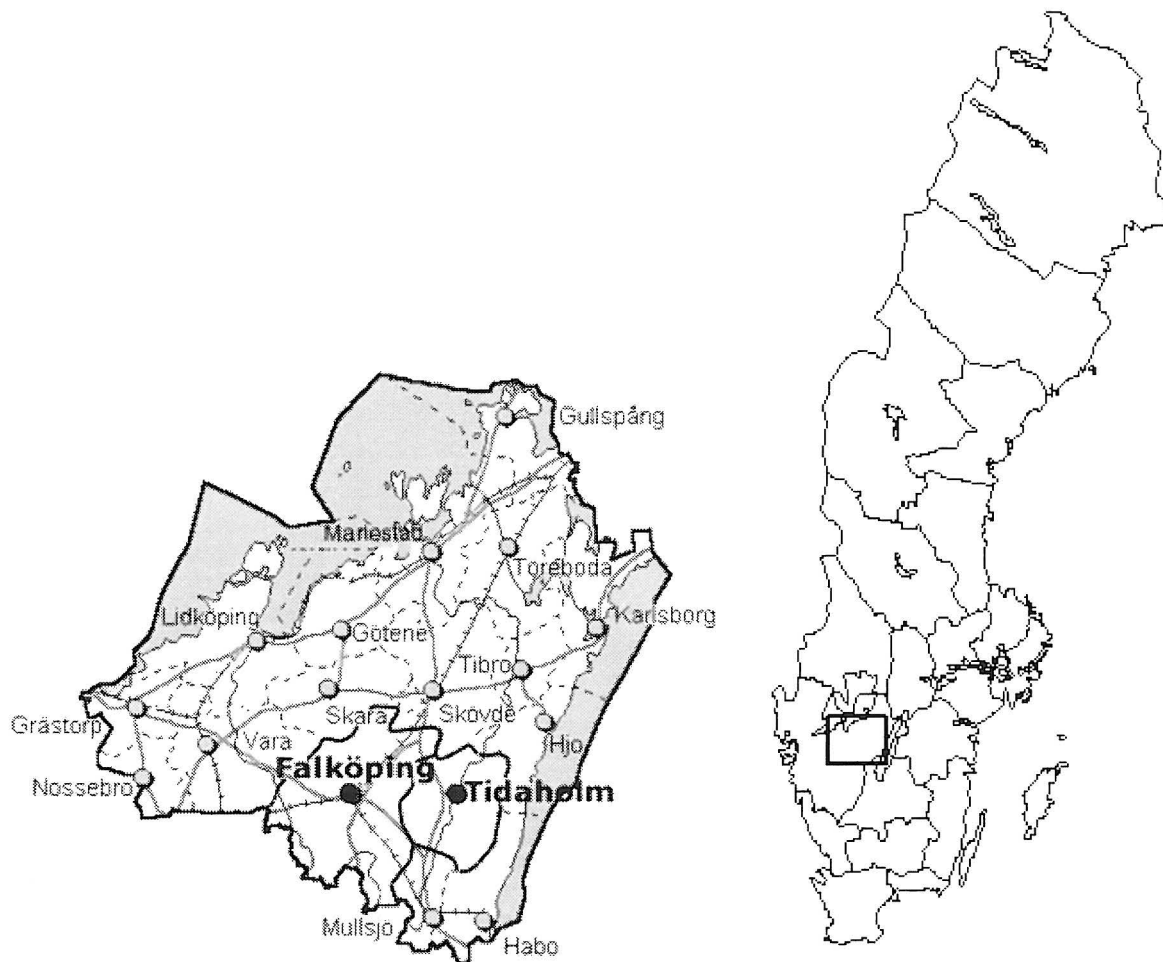 Gullspång
Mariestad
Töreboda
Lidköping
Götene
Karlsborg
Tibro
Skara
Skövde
Grästorp
Vara
Hjo
Falköping
Nossebro
Tidaholm
Mullsjö
Habo